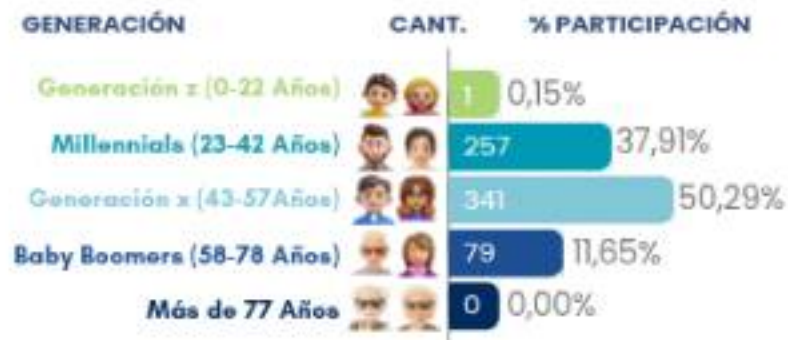 GENERACIÓN CANT. % PARTICIPACIÓN
Generación z (0-22 Años) 1 0,15%
Millennials (23-42 Años) 257 37,91%
Generación x (43-57Años) 341 50,29%
Baby Boomers (58-78 Años) 79 11,65%
Más de 77 Años 0 0,00%